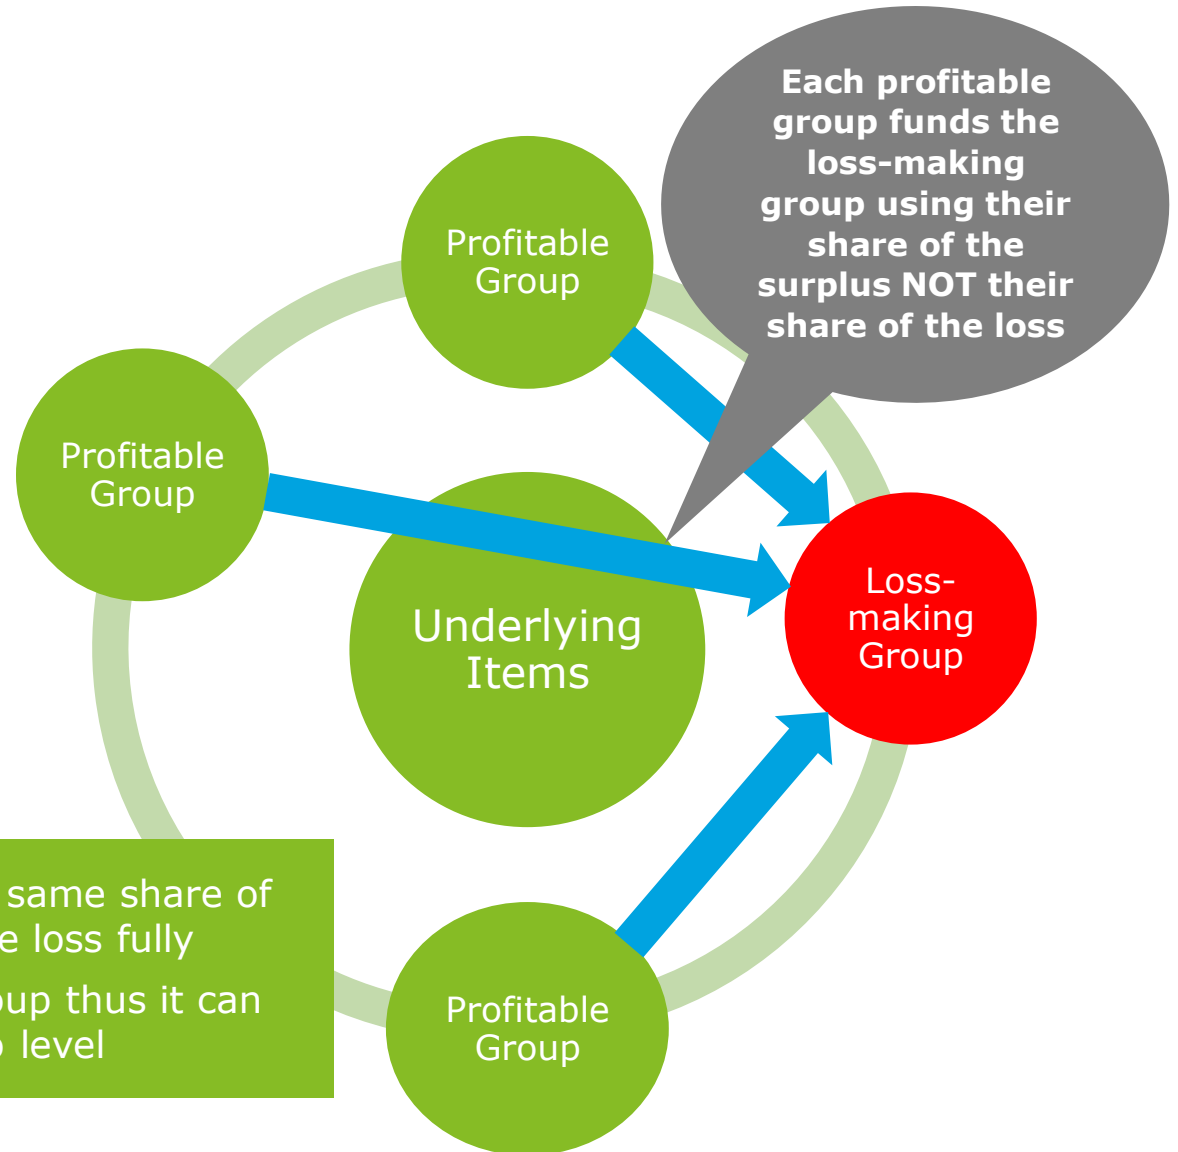 Each profitable
group funds the
loss-making
group using their
share of the
surplus NOT their
share of the loss
Profitable
Group
Profitable
Group
Loss-
making
Group
Underlying
Items
same share of
loss fully
thus it can
level
Profitable
Group